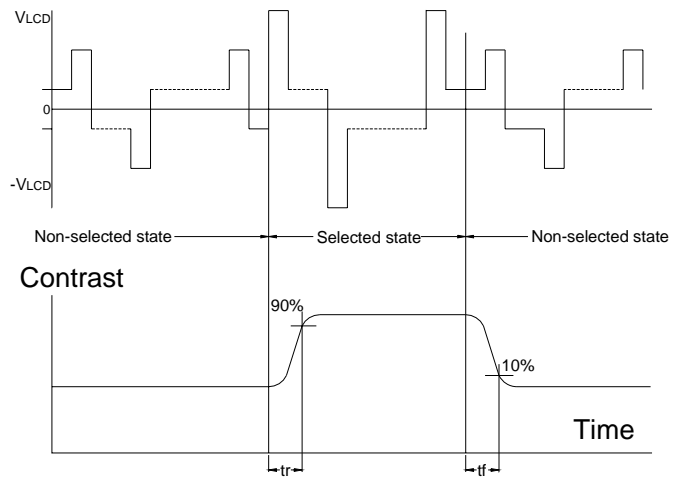 VLCD
0
-VLCD
Non-selected state
Selected state
Non-selected state
Contrast
90%
10%
Time
tr
tf